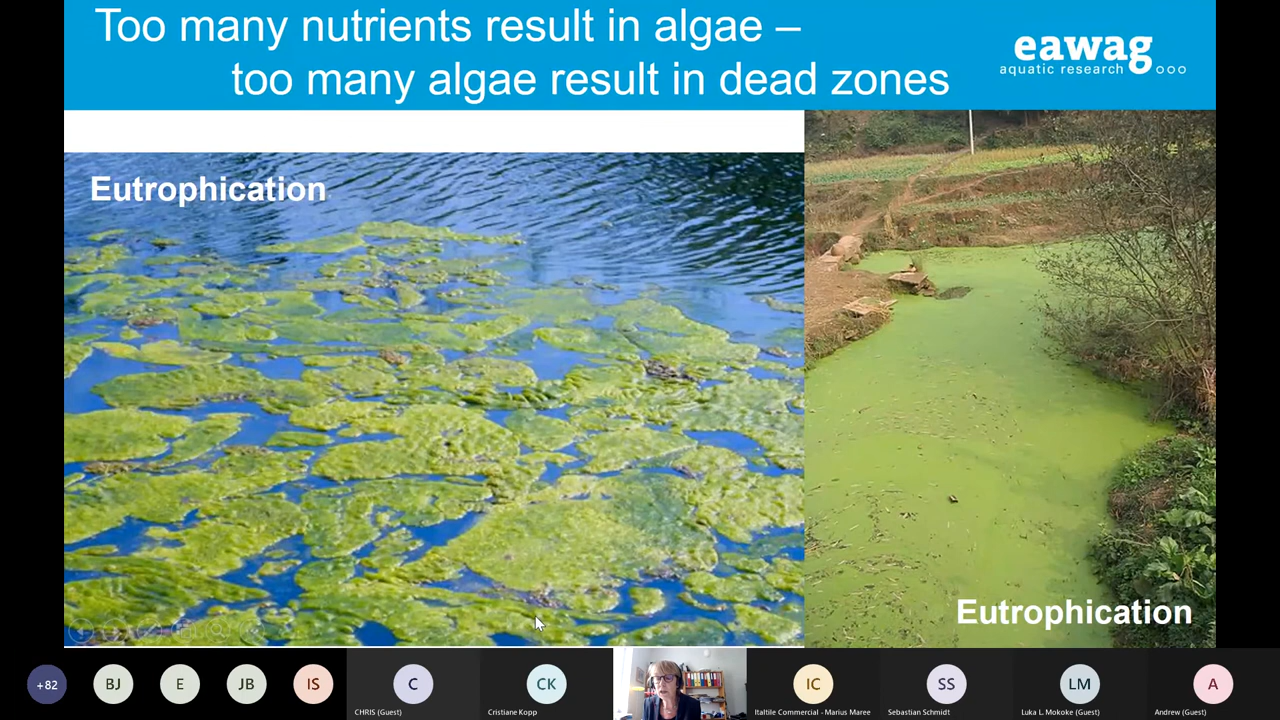 Too many nutrients result in algae –
too many algae result in dead zones
eawag
aquatic research
Eutrophication
Eutrophication
+82
BJ
E
JB
IS
C
CHRIS (Guest)
CK
Cristiane Kopp
IC
Italtile Commercial - Marius Maree
SS
Sebastian Schmidt
LM
Luka L. Mokoke (Guest)
A
Andrew (Guest)